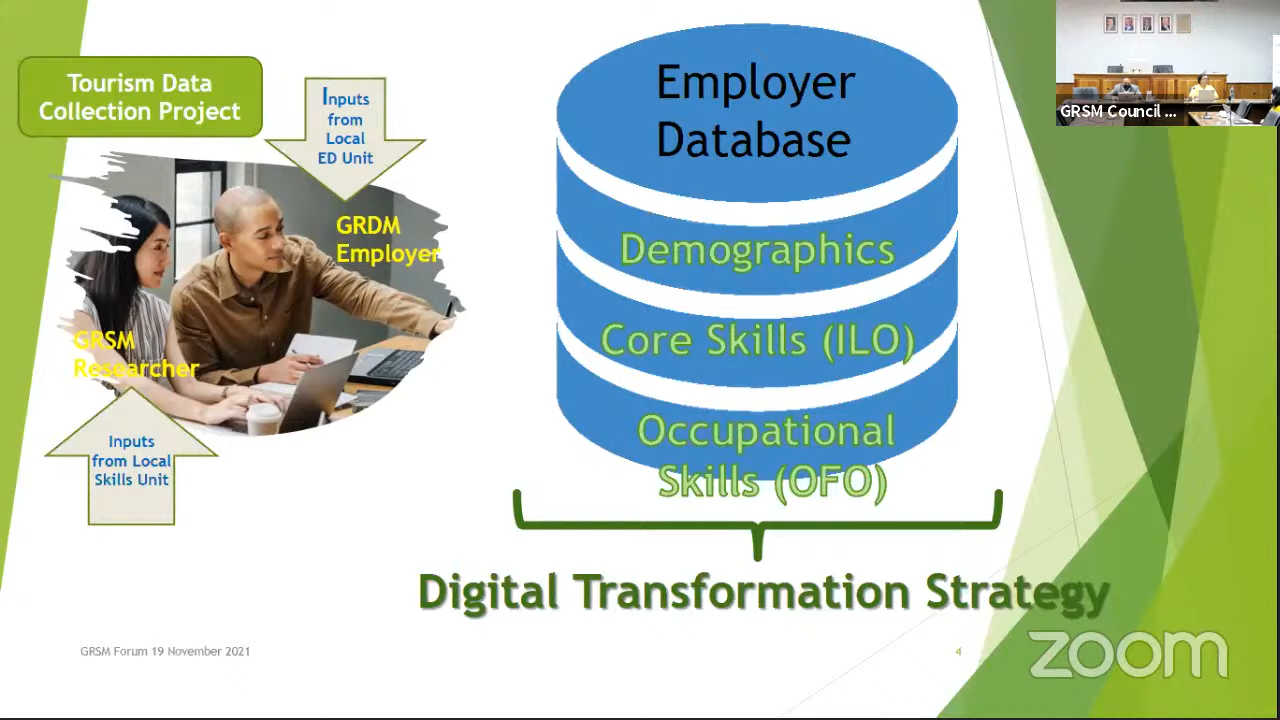 Tourism Data
Collection Project
Inputs
from
Local
ED Unit
GRDM
Employer
GRSM
Researcher
Inputs
from Local
Skills Unit
Employer
Database
Demographics
Core Skills (ILO)
Occupational
Skills (OFO)
Digital Transformation Strategy
GRSM Forum 19 November 2021
4
GRSM Council ...
zoom